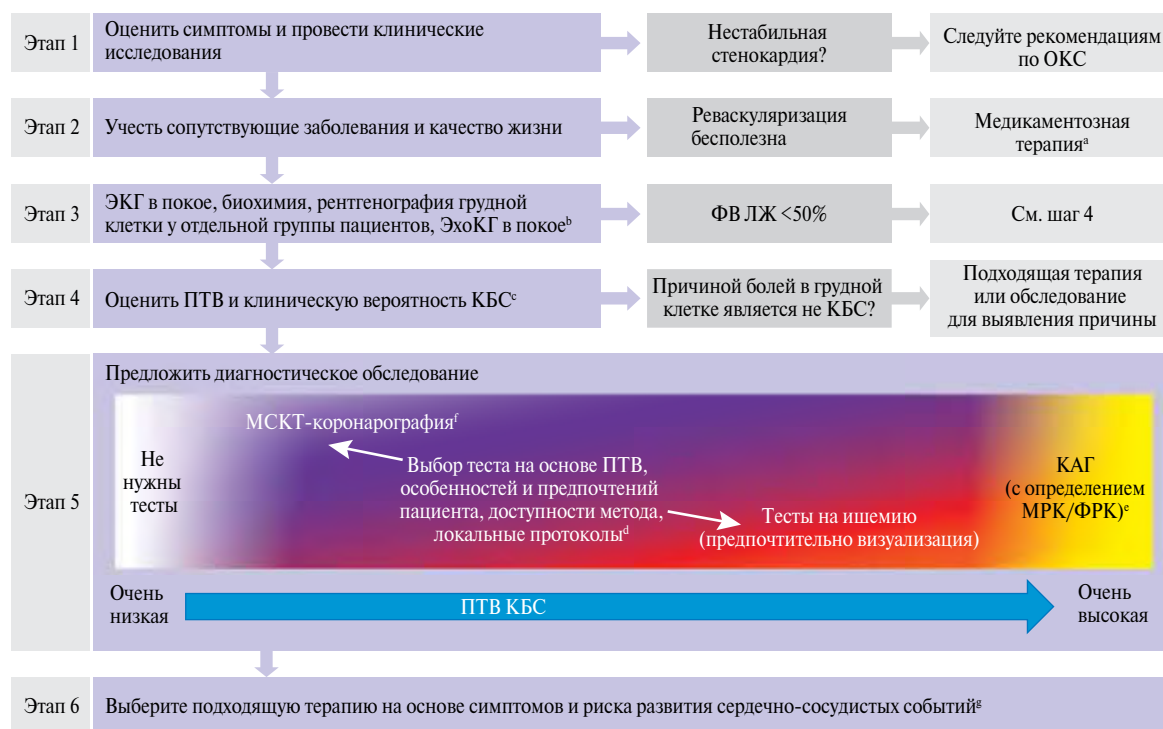 Этап 1
Оценить симптомы и провести клинические
исследования
Нестабильная
стенокардия?
Следуйте рекомендациям
по ОКС
Этап 2
Учесть сопутствующие заболевания и качество жизни
Реваскуляризация
бесполезна
Медикаментозная
терапияᵃ
Этап 3
ЭКГ в покое, биохимия, рентгенография грудной
клетки у отдельной группы пациентов, ЭхоКГ в покоеᵇ
ФВ ЛЖ <50%
См. шаг 4
Этап 4
Оценить ПТВ и клиническую вероятность КБСᶜ
Причиной болей в грудной
клетке является не КБС?
Подходящая терапия
или обследование
для выявления причины
Этап 5
Предложить диагностическое обследование
Не
нужны
тесты
МСКТ-коронарографияᶠ
Выбор теста на основе ПТВ,
особенностей и предпочтений
пациента, доступности метода,
локальные протоколыᵈ
Тесты на ишемию
(предпочтительно визуализация)
КАГ
(с определением
МРК/ФРК)ᵉ
Очень
низкая
ПТВ КБС
Очень
высокая
Этап 6
Выберите подходящую терапию на основе симптомов и риска развития сердечно-сосудистых событийᵍ